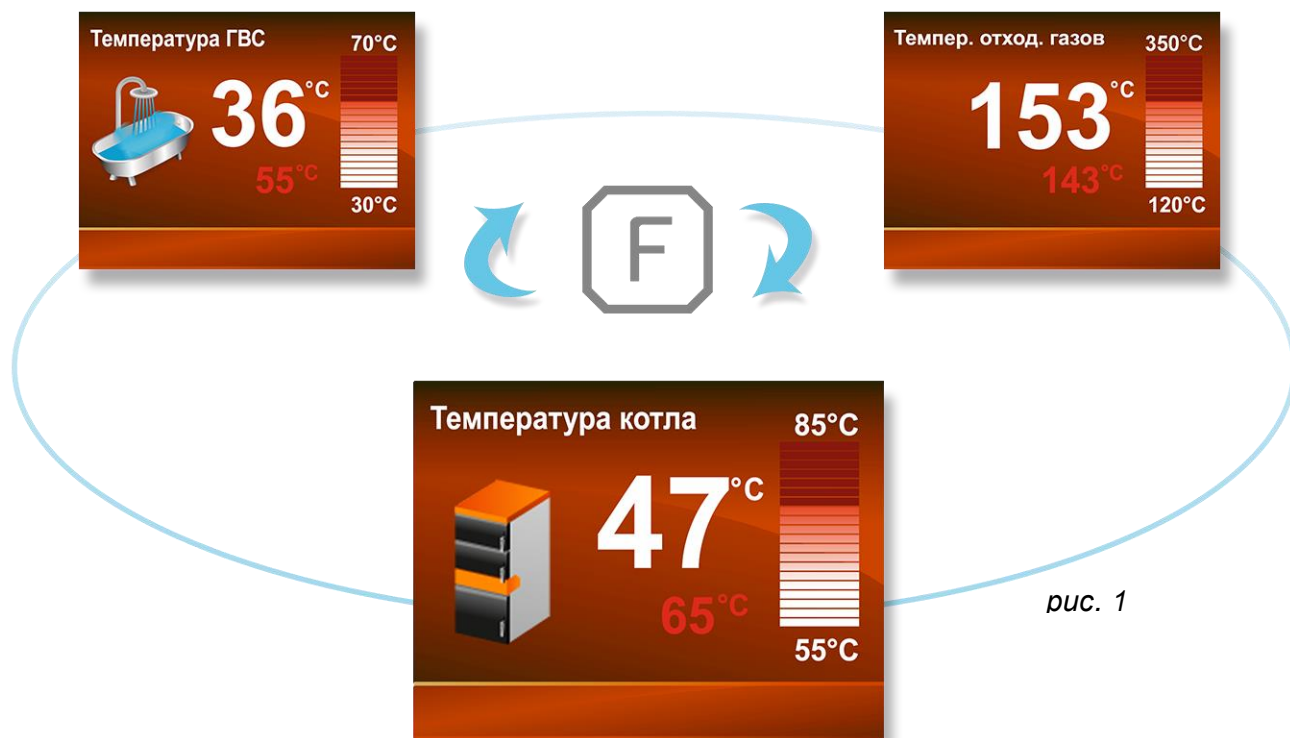 Температура ГВС
70°C
36°C
55°C
30°C
Темпер. отход. газов
350°C
153°C
143°C
120°C
F
Температура котла
85°C
47°C
65°C
55°C
рис. 1